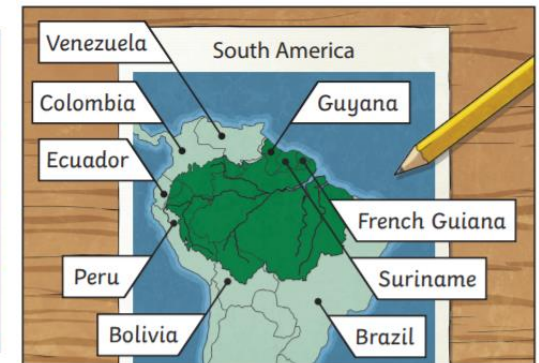 Venezuela
South America
Colombia
Guyana
Ecuador
French Guiana
Peru
Suriname
Bolivia
Brazil